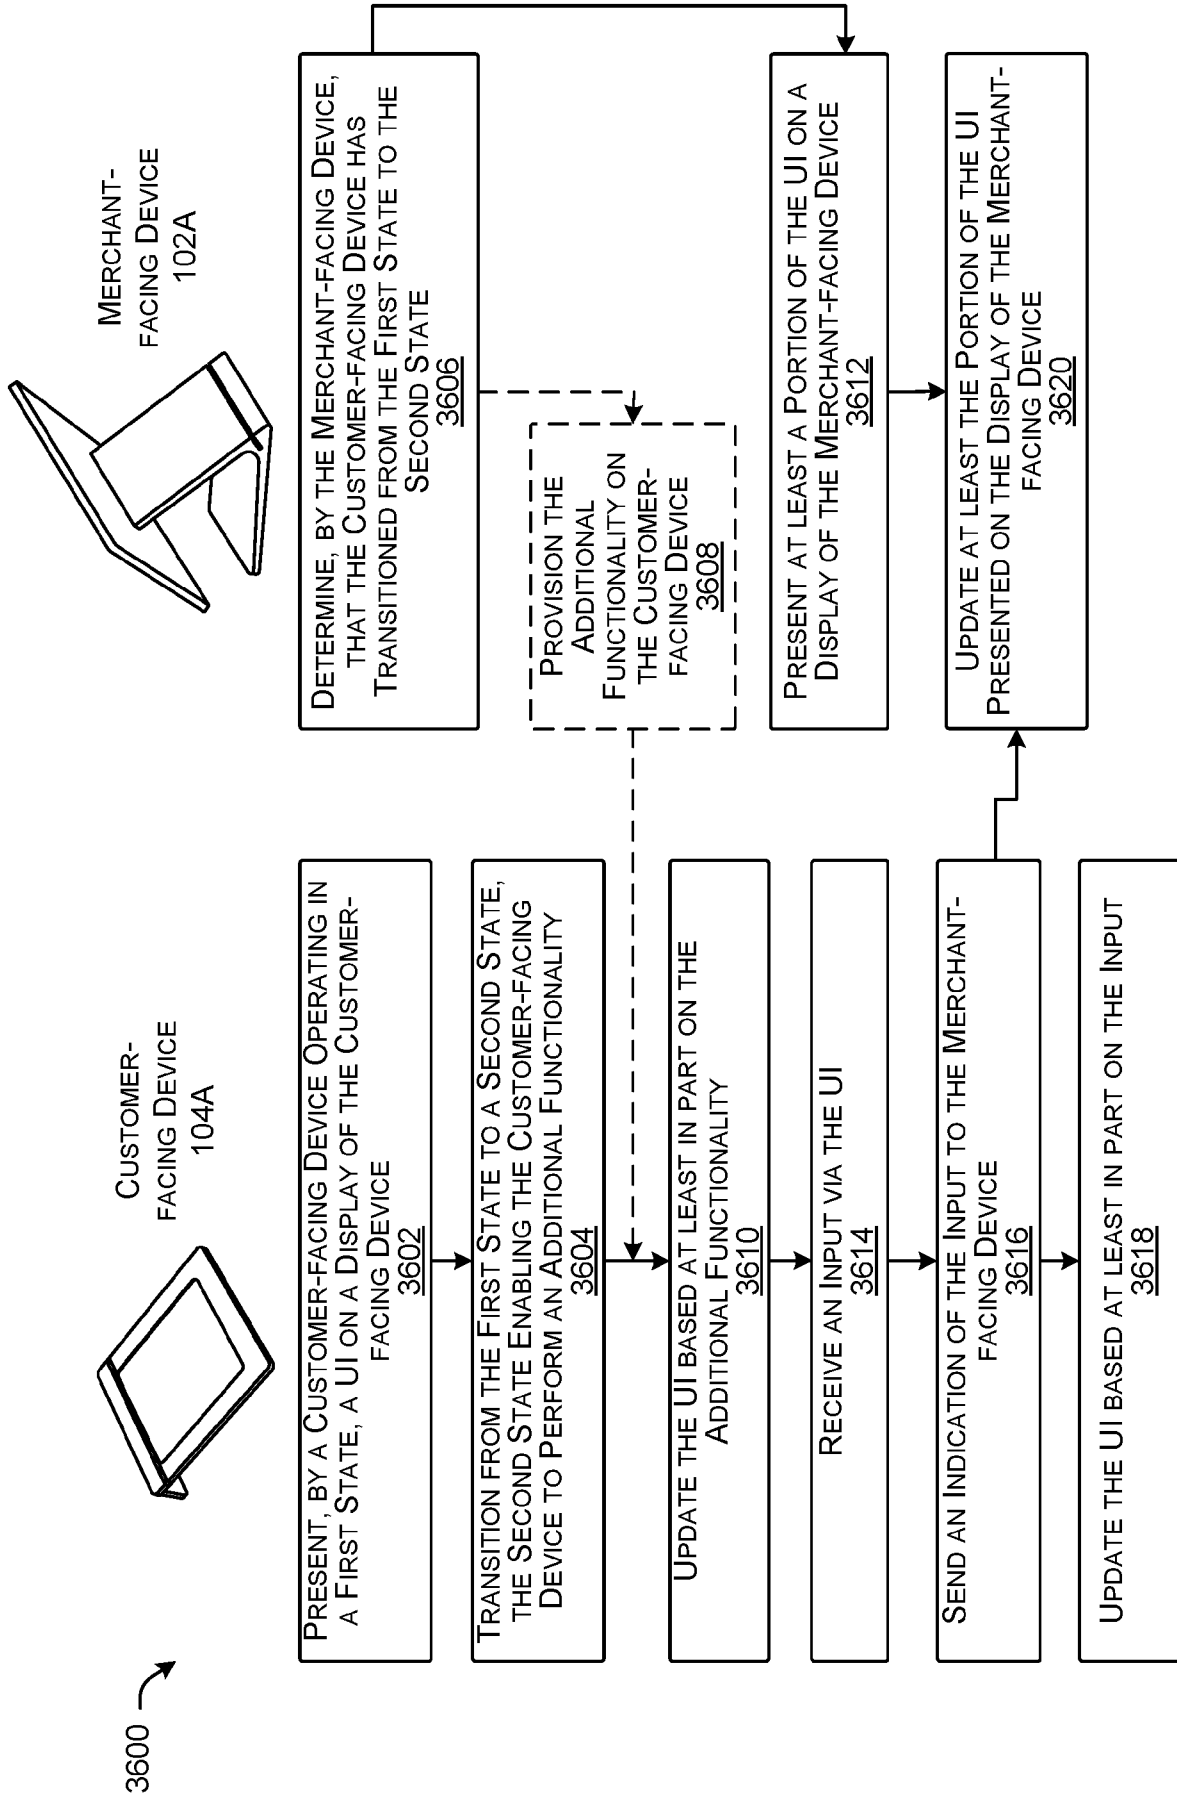 3600
CUSTOMER-
FACING DEVICE
104A
MERCHANT-
FACING DEVICE
102A
PRESENT, BY A CUSTOMER-FACING DEVICE OPERATING IN
A FIRST STATE, A UI ON A DISPLAY OF THE CUSTOMER-
FACING DEVICE
3602
TRANSITION FROM THE FIRST STATE TO A SECOND STATE,
THE SECOND STATE ENABLING THE CUSTOMER-FACING
DEVICE TO PERFORM AN ADDITIONAL FUNCTIONALITY
3604
DETERMINE, BY THE MERCHANT-FACING DEVICE,
THAT THE CUSTOMER-FACING DEVICE HAS
TRANSITIONED FROM THE FIRST STATE TO THE
SECOND STATE
3606
PROVISION THE
ADDITIONAL
FUNCTIONALITY ON
THE CUSTOMER-
FACING DEVICE
3608
UPDATE THE UI BASED AT LEAST IN PART ON THE
ADDITIONAL FUNCTIONALITY
3610
PRESENT AT LEAST A PORTION OF THE UI ON A
DISPLAY OF THE MERCHANT-FACING DEVICE
3612
RECEIVE AN INPUT VIA THE UI
3614
SEND AN INDICATION OF THE INPUT TO THE MERCHANT-
FACING DEVICE
3616
UPDATE THE UI BASED AT LEAST IN PART ON THE INPUT
3618
UPDATE AT LEAST THE PORTION OF THE UI
PRESENTED ON THE DISPLAY OF THE MERCHANT-
FACING DEVICE
3620